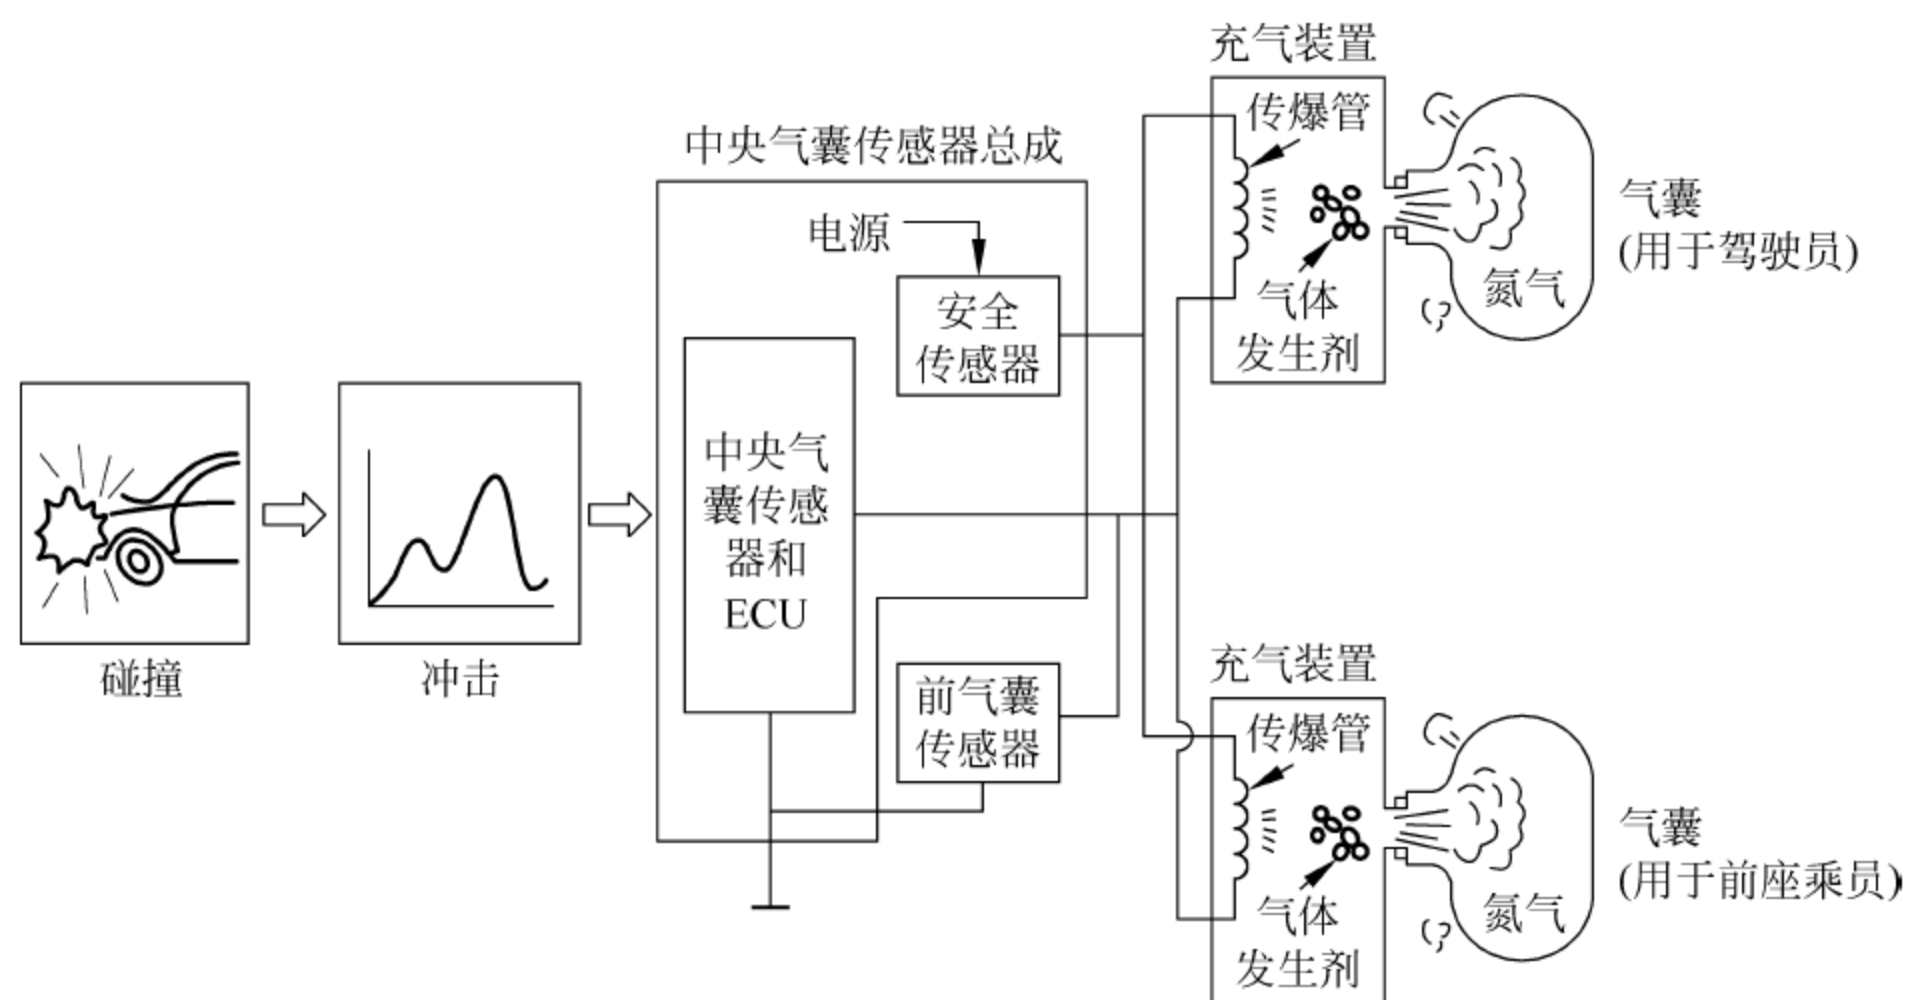 充气装置
传爆管
气体
发生剂
氮气
气囊
(用于驾驶员)
中央气囊传感器总成
电源
安全
传感器
中央气
囊传感
器和
ECU
前气囊
传感器
碰撞
冲击
充气装置
传爆管
气体
发生剂
氮气
气囊
(用于前座乘员)